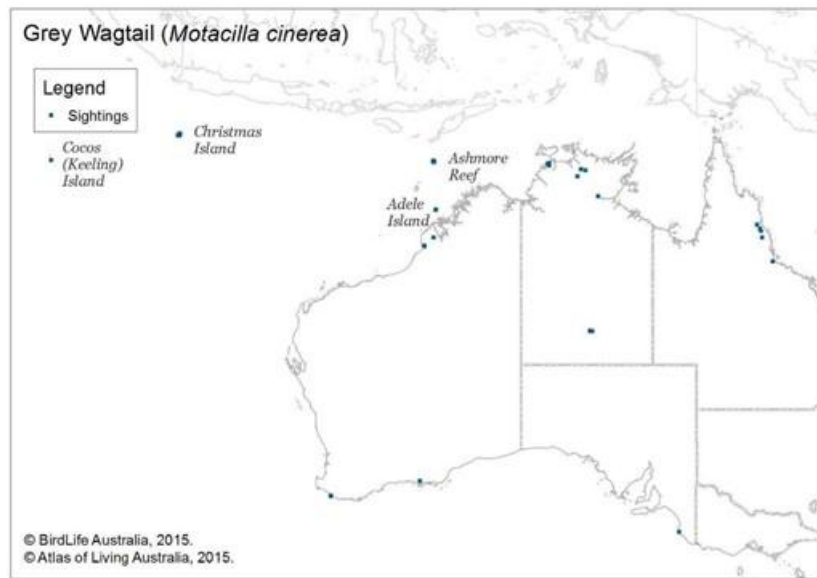 Grey Wagtail (Motacilla cinerea)
Legend
Sightings
Cocos
(Keeling)
Island
Christmas
Island
Ashmore
Reef
Adele
Island
© BirdLife Australia, 2015.
© Atlas of Living Australia, 2015.